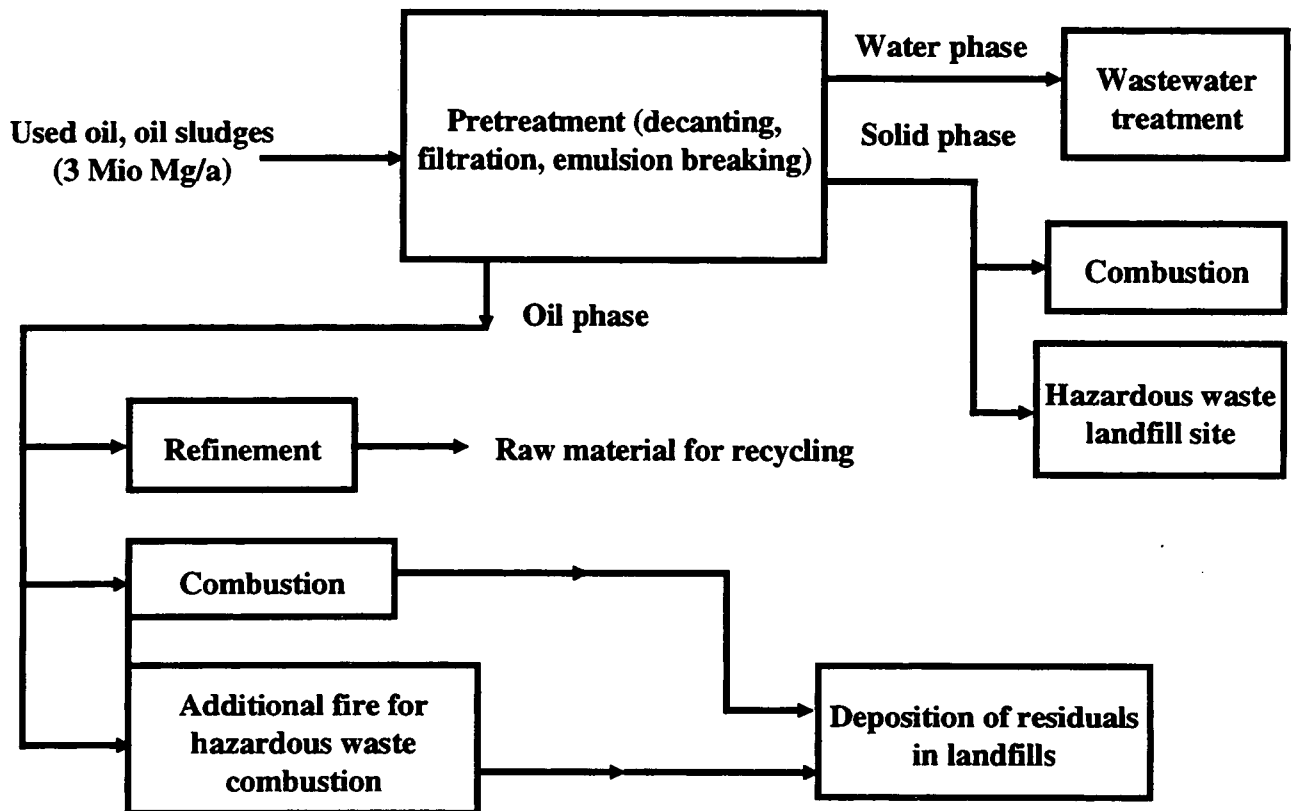 Used oil, oil sludges
(3 Mio Mg/a)
Pretreatment (decanting,
filtration, emulsion breaking)
Water phase
Wastewater
treatment
Solid phase
Combustion
Hazardous waste
landfill site
Oil phase
Refinement
Raw material for recycling
Combustion
Additional fire for
hazardous waste
combustion
Deposition of residuals
in landfills